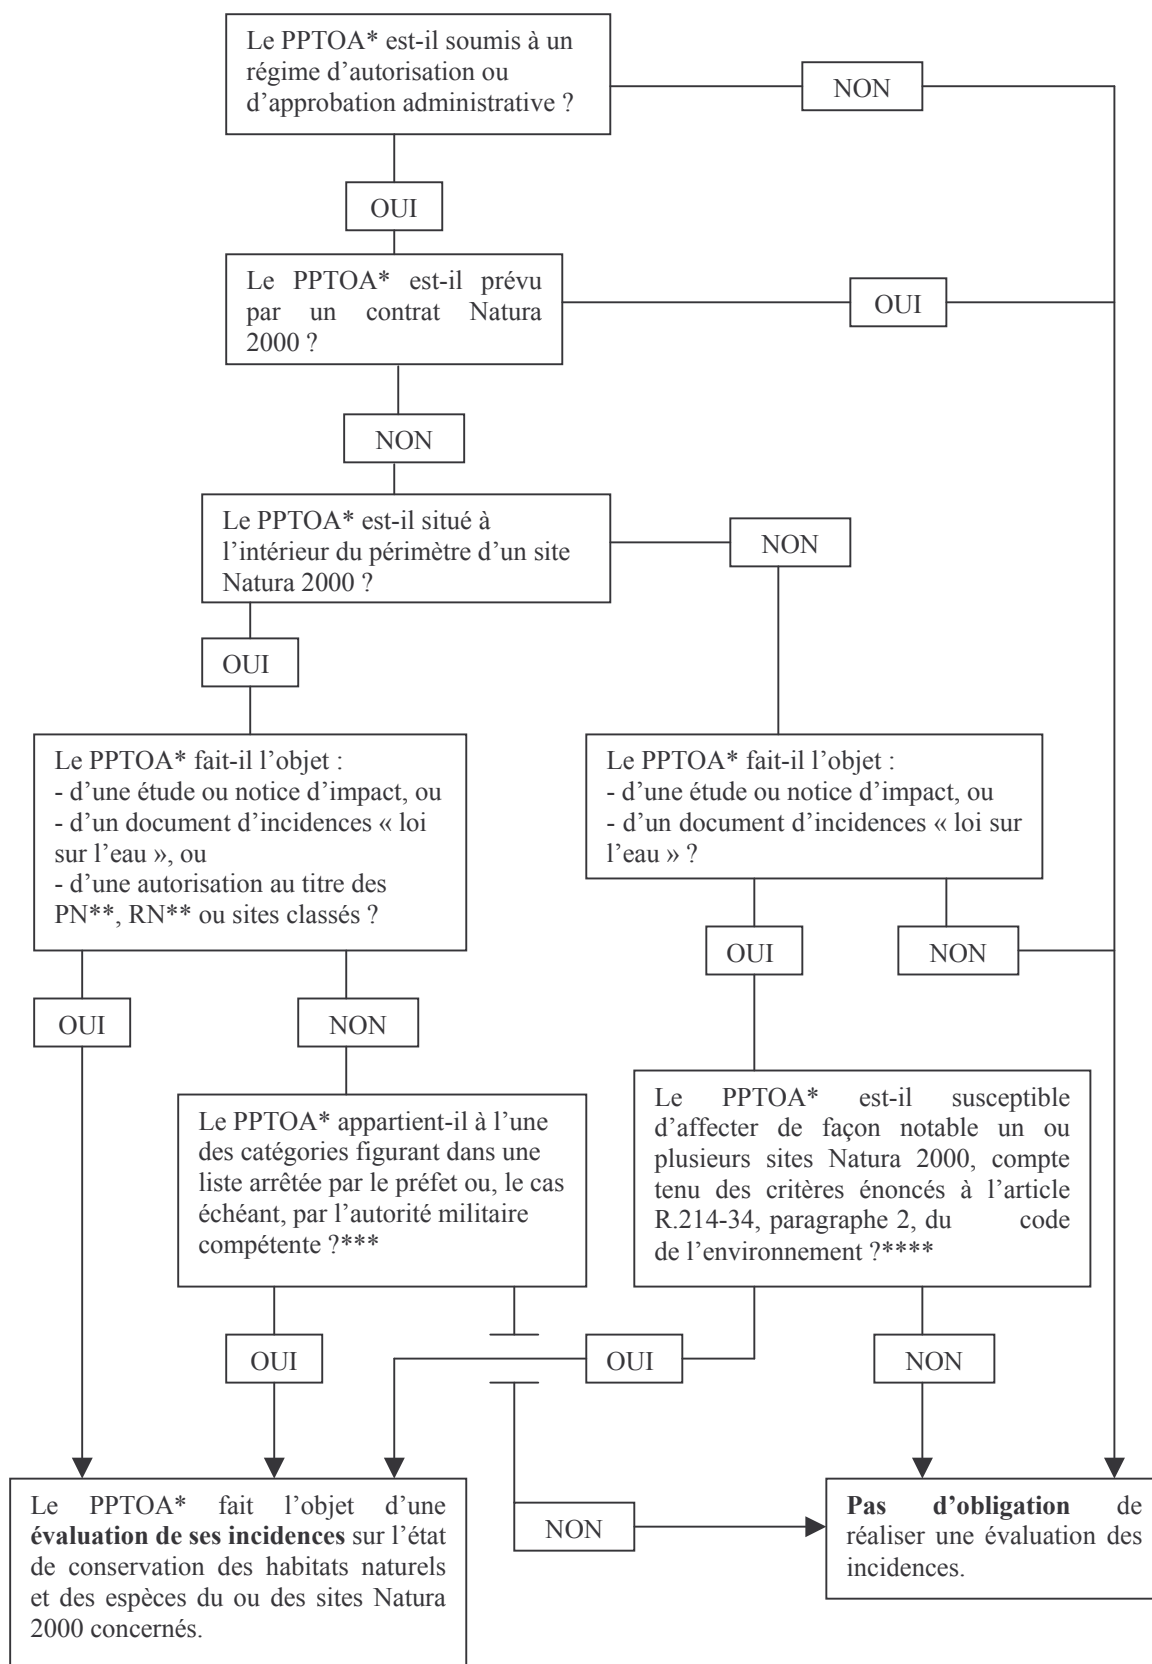 Le PPTOA* est-il soumis à un
régime d’autorisation ou
d’approbation administrative ?
NON
OUI
Le PPTOA* est-il prévu
par un contrat Natura
2000 ?
OUI
NON
Le PPTOA* est-il situé à
l’intérieur du périmètre d’un site
Natura 2000 ?
NON
OUI
Le PPTOA* fait-il l’objet :
- d’une étude ou notice d’impact, ou
- d’un document d’incidences « loi
sur l’eau », ou
- d’une autorisation au titre des
PN**, RN** ou sites classés ?
Le PPTOA* fait-il l’objet :
- d’une étude ou notice d’impact, ou
- d’un document d’incidences « loi sur
l’eau » ?
OUI
NON
OUI
NON
Le PPTOA* appartient-il à l’une
des catégories figurant dans une
liste arrêtée par le préfet ou, le cas
échéant, par l’autorité militaire
compétente ?***
Le PPTOA* est-il susceptible
d’affecter de façon notable un ou
plusieurs sites Natura 2000, compte
tenu des critères énoncés à l’article
R.214-34, paragraphe 2, du code
de l’environnement ?****
OUI
OUI
NON
Le PPTOA* fait l’objet d’une
évaluation de ses incidences sur l’état
de conservation des habitats naturels
et des espèces du ou des sites Natura
2000 concernés.
NON
Pas d’obligation de
réaliser une évaluation des
incidences.